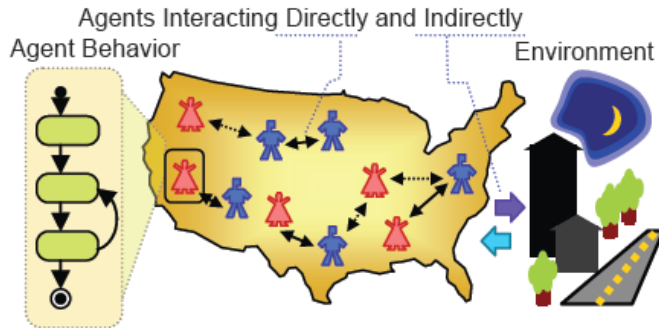 Agents Interacting Directly and Indirectly
Agent Behavior
Environment